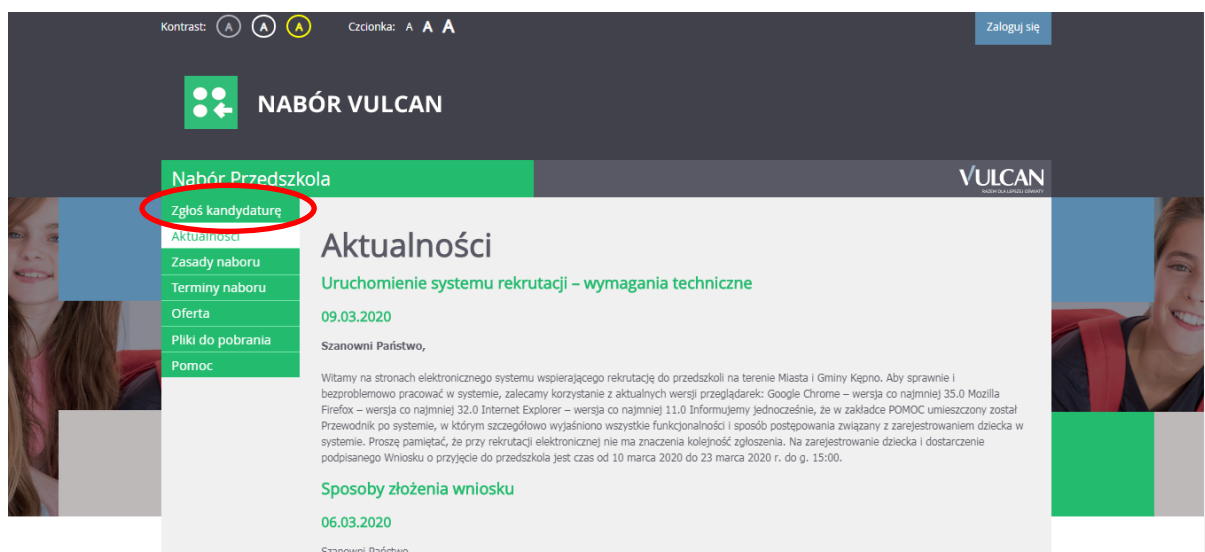 Kontrast: A A A Czcionka: A A A Zaloguj się
NABÓR VULCAN
Nabór Przedszkola VULCAN
RAZEM DLA LEPSZEJ OŚWIATY
Zgłoś kandydaturę
Aktualności
Zasady naboru
Terminy naboru
Oferta
Pliki do pobrania
Pomoc
Aktualności
Uruchomienie systemu rekrutacji – wymagania techniczne
09.03.2020
Szanowni Państwo,
Witamy na stronach elektronicznego systemu wspierającego rekrutację do przedszkoli na terenie Miasta i Gminy Kępno. Aby sprawnie i
bezproblemowo pracować w systemie, zalecamy korzystanie z aktualnych wersji przeglądarek: Google Chrome – wersja co najmniej 35.0 Mozilla
Firefox – wersja co najmniej 32.0 Internet Explorer – wersja co najmniej 11.0 Informujemy jednocześnie, że w zakładce POMOC umieszczony został
Przewodnik po systemie, w którym szczegółowo wyjaśniono wszystkie funkcjonalności i sposób postępowania związany z zarejestrowaniem dziecka w
systemie. Proszę pamiętać, że przy rekrutacji elektronicznej nie ma znaczenia kolejność zgłoszenia. Na zarejestrowanie dziecka i dostarczenie
podpisanego Wniosku o przyjęcie do przedszkola jest czas od 10 marca 2020 do 23 marca 2020 r. do g. 15:00.
Sposoby złożenia wniosku
06.03.2020
Szanowni Państwo